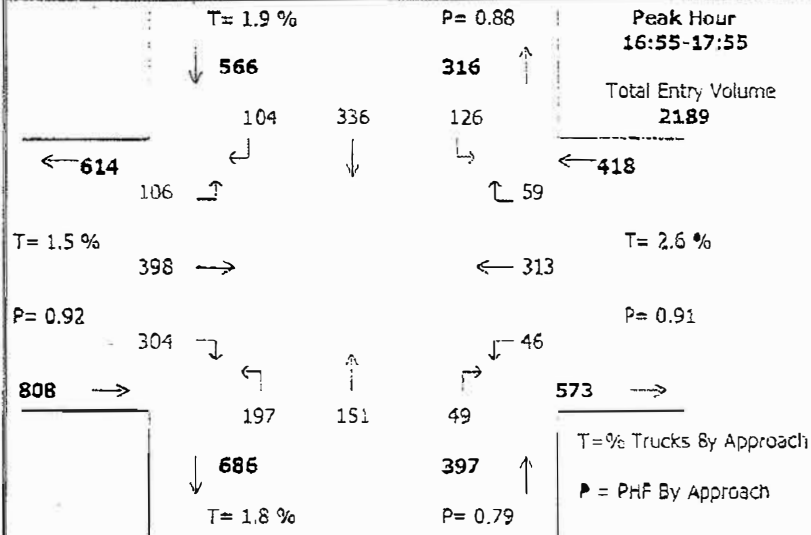 T= 1.9 %
P= 0.88
Peak Hour
16:55-17:55
566
316
Total Entry Volume
2189
104
336
126
614
418
106
59
T= 1.5 %
T= 2.6 %
398
313
P= 0.92
P= 0.91
304
46
808
573
197
151
49
T=% Trucks By Approach
686
397
P = PHF By Approach
T= 1.8 %
P= 0.79